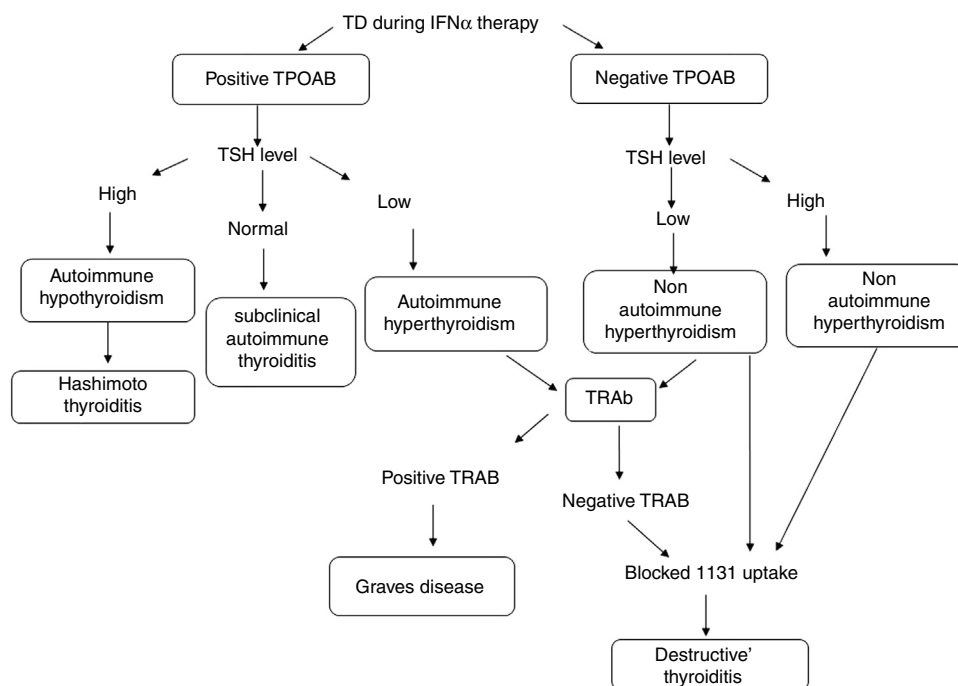 TD during IFNα therapy
Positive TPOAB
Negative TPOAB
TSH level
TSH level
High
Normal
Low
Low
High
Autoimmune
hypothyroidism
subclinical
autoimmune
thyroiditis
Autoimmune
hyperthyroidism
Non
autoimmune
hyperthyroidism
Non
autoimmune
hyperthyroidism
Hashimoto
thyroiditis
TRAb
Positive TRAB
Negative TRAB
Graves disease
Blocked 1131 uptake
Destructive’
thyroiditis